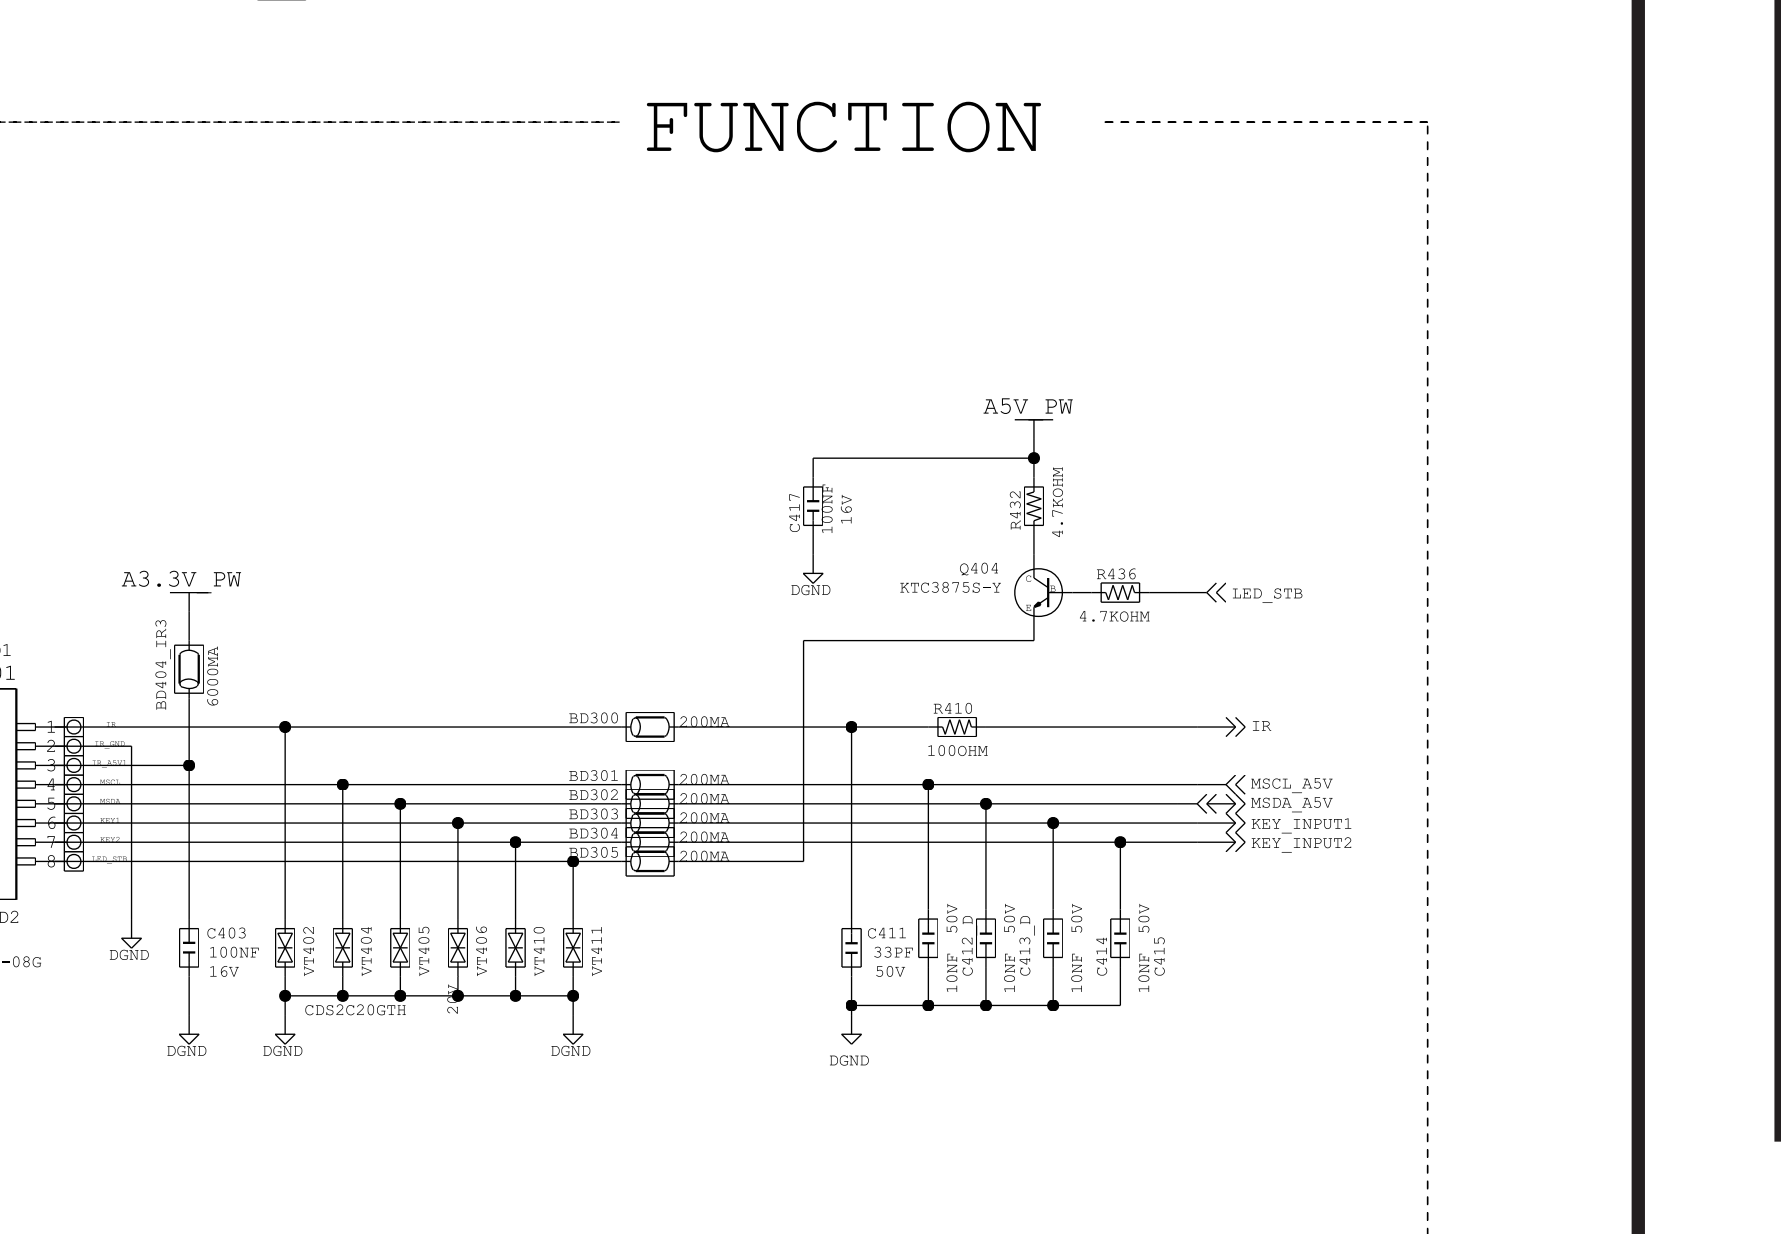 FUNCTION
A5V_PW
C417
100NF
16V
R432
4.7KOHM
DGND
Q404
KTC3875S-Y
C
B
E
R436
4.7KOHM
LED_STB
A3.3V_PW
BD404_IR3
6000MA
01
1
IR
2
IR_GND
3
IR_A5V1
4
MSCL
5
MSDA
6
KEY1
7
KEY2
8
LED_STB
BD300
200MA
R410
100OHM
IR
BD301
200MA
MSCL_A5V
BD302
200MA
MSDA_A5V
BD303
200MA
KEY_INPUT1
BD304
200MA
KEY_INPUT2
BD305
200MA
D2
-08G
DGND
C403
100NF
16V
DGND
VT402
VT404
VT405
VT406
VT410
VT411
CDS2C20GTH
20V
DGND
DGND
C411
33PF
50V
DGND
10NF 50V
C412_D
10NF 50V
C413_D
10NF 50V
C414
10NF 50V
C415